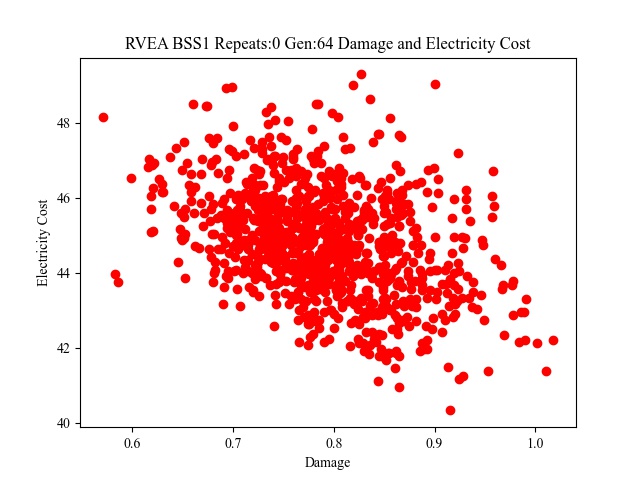 RVEA BSS1 Repeats:0 Gen:64 Damage and Electricity Cost
48
46
44
42
40
Electricity Cost
0.6 0.7 0.8 0.9 1.0
Damage